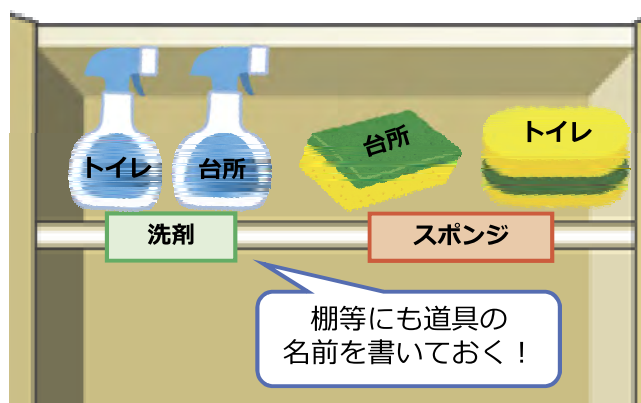 トイレ
台所
台所
トイレ
洗剤
スポンジ
棚等にも道具の
名前を書いておく!